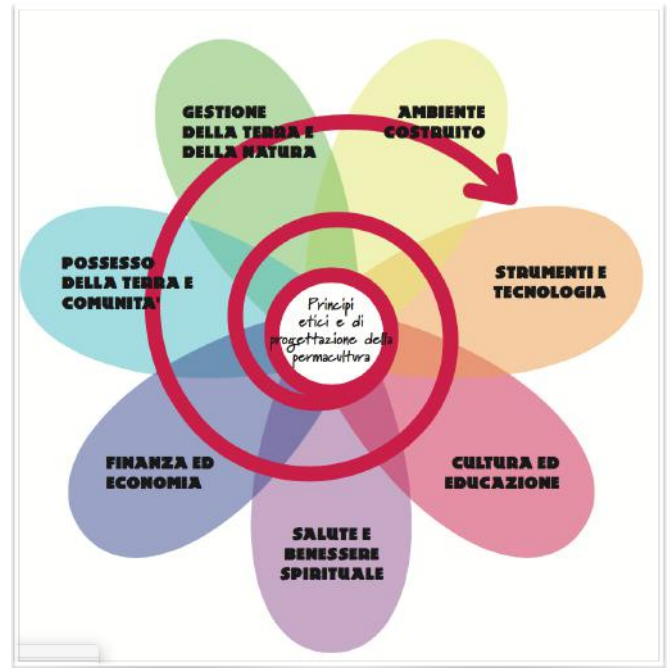 GESTIONE
DELLA TERRA E
DELLA NATURA
AMBIENTE
COSTRUITO
STRUMENTI E
TECNOLOGIA
CULTURA ED
EDUCAZIONE
SALUTE E
BENESSERE
SPIRITUALE
FINANZA ED
ECONOMIA
POSSESSO
DELLA TERRA E
COMUNITA'
Principi
etici e di
progettazione della
permacultura